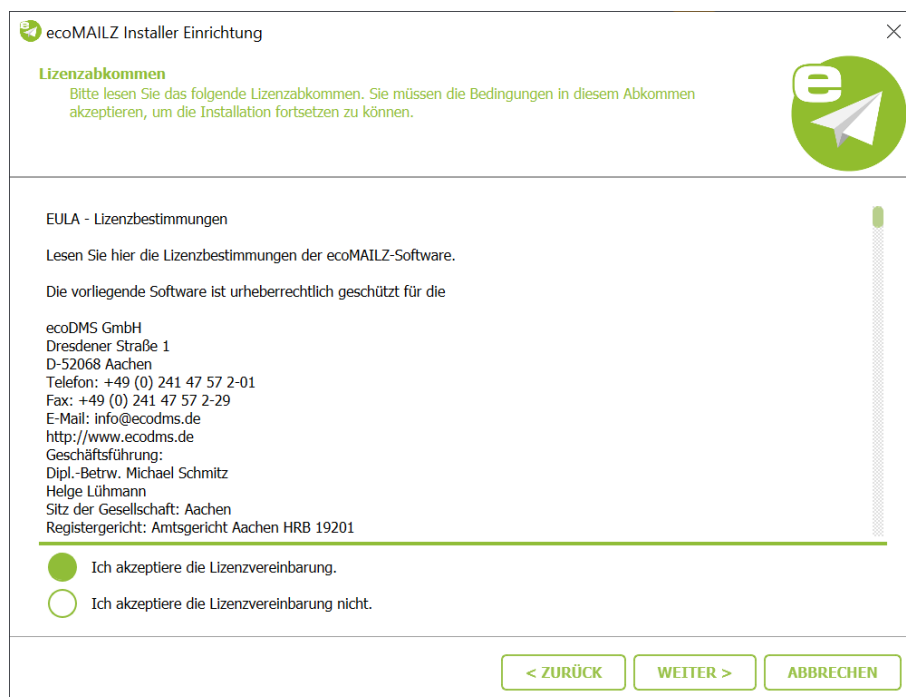 ecoMAILZ Installer Einrichtung
Lizenzabkommen
Bitte lesen Sie das folgende Lizenzabkommen. Sie müssen die Bedingungen in diesem Abkommen
akzeptieren, um die Installation fortsetzen zu können.
e
EULA - Lizenzbestimmungen
Lesen Sie hier die Lizenzbestimmungen der ecoMAILZ-Software.
Die vorliegende Software ist urheberrechtlich geschützt für die
ecoDMS GmbH
Dresdener Straße 1
D-52068 Aachen
Telefon: +49 (0) 241 47 57 2-01
Fax: +49 (0) 241 47 57 2-29
E-Mail: info@ecodms.de
http://www.ecodms.de
Geschäftsführung:
Dipl.-Betrw. Michael Schmitz
Helge Lühmann
Sitz der Gesellschaft: Aachen
Registergericht: Amtsgericht Aachen HRB 19201
Ich akzeptiere die Lizenzvereinbarung.
Ich akzeptiere die Lizenzvereinbarung nicht.
< ZURÜCK
WEITER >
ABBRECHEN